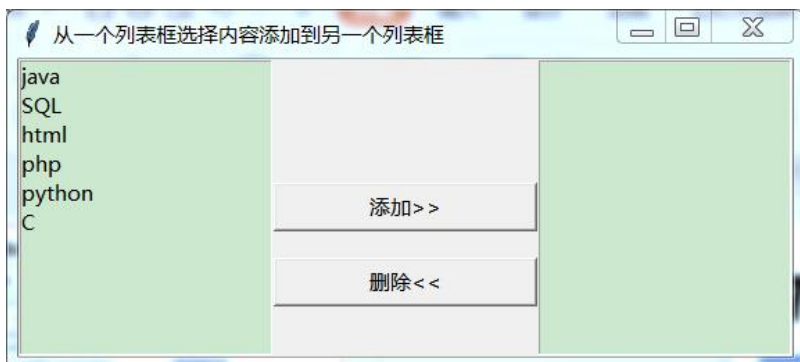 从一个列表框选择内容添加到另一个列表框
java
SQL
html
php
python
C
添加>>
删除<<